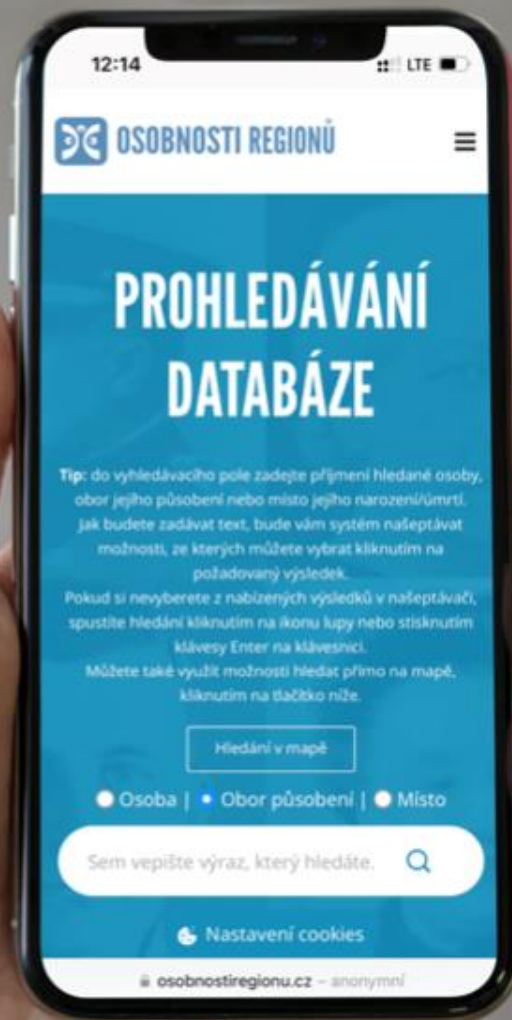 12:14 LTE
OSOBNOSTI REGIONŮ
PROHLEDÁVÁNÍ
DATABÁZE
Tip: do vyhledávacího pole zadejte příjmení hledané osoby,
obor jejího působení nebo místo jejího narození/úmrtí.
Jak budete zadávat text, bude vám systém našeptávat
možnosti, ze kterých můžete vybrat kliknutím na
požadovaný výsledek.
Pokud si nevyberete z nabízených výsledků v našeptávači,
spustíte hledání kliknutím na ikonu lupy nebo stisknutím
klávesy Enter na klávesnici.
Můžete také využít možnosti hledat přímo na mapě,
kliknutím na tlačítko níže.
Hledání v mapě
Osoba | Obor působení | Místo
Sem vepište výraz, který hledáte.
Nastavení cookies
osobnostiregionu.cz – anonymní